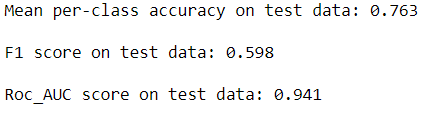 Mean per-class accuracy on test data: 0.763
F1 score on test data: 0.598
Roc_AUC score on test data: 0.941